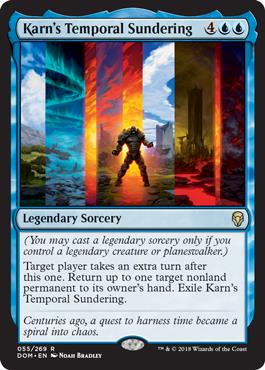 Karn's Temporal Sundering 4
Legendary Sorcery
(You may cast a legendary sorcery only if you
control a legendary creature or planeswalker.)
Target player takes an extra turn after
this one. Return up to one target nonland
permanent to its owner's hand. Exile Karn's
Temporal Sundering.
Centuries ago, a quest to harness time became a
spiral into chaos.
055/269 R
DOM • EN Noah Bradley
™ & © 2018 Wizards of the Coast